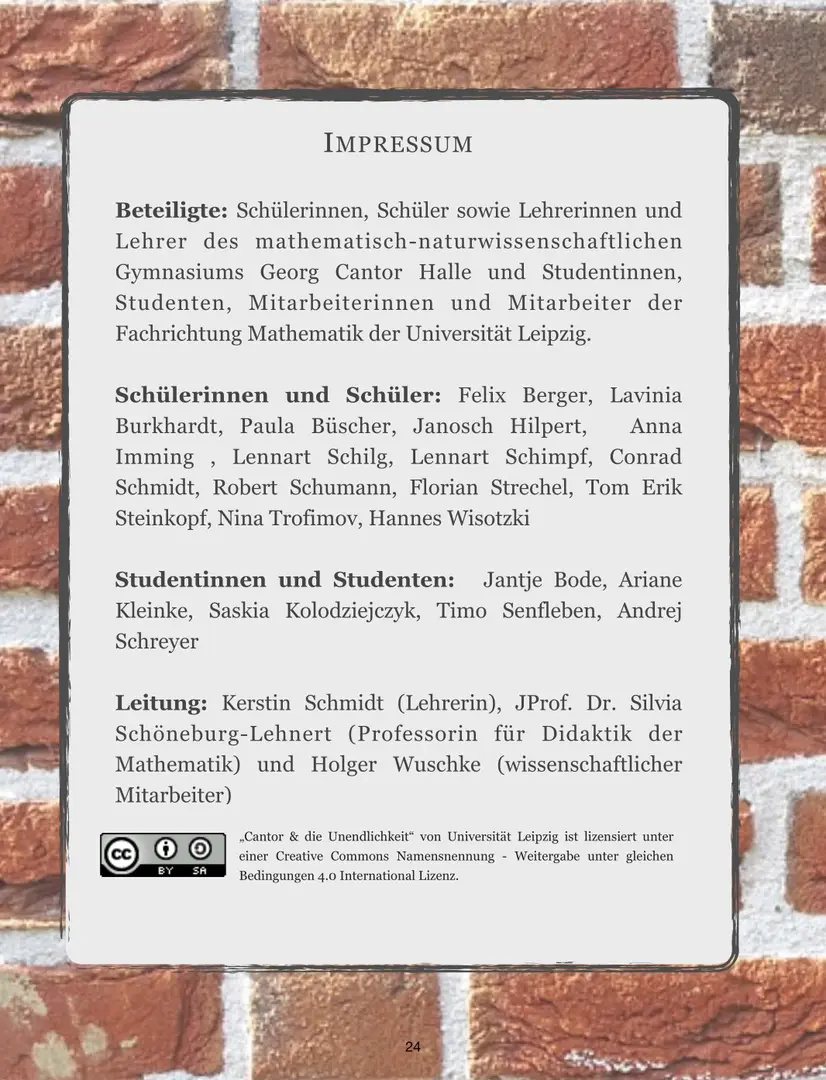 IMPRESSUM
Beteiligte: Schülerinnen, Schüler sowie Lehrerinnen und
Lehrer des mathematisch-naturwissenschaftlichen
Gymnasiums Georg Cantor Halle und Studentinnen,
Studenten, Mitarbeiterinnen und Mitarbeiter der
Fachrichtung Mathematik der Universität Leipzig.
Schülerinnen und Schüler: Felix Berger, Lavinia
Burkhardt, Paula Büscher, Janosch Hilpert, Anna
Imming , Lennart Schilg, Lennart Schimpf, Conrad
Schmidt, Robert Schumann, Florian Strechel, Tom Erik
Steinkopf, Nina Trofimov, Hannes Wisotzki
Studentinnen und Studenten: Jantje Bode, Ariane
Kleinke, Saskia Kolodziejczyk, Timo Senfleben, Andrej
Schreyer
Leitung: Kerstin Schmidt (Lehrerin), JProf. Dr. Silvia
Schöneburg-Lehnert (Professorin für Didaktik der
Mathematik) und Holger Wuschke (wissenschaftlicher
Mitarbeiter)
cc BY SA
„Cantor & die Unendlichkeit“ von Universität Leipzig ist lizensiert unter
einer Creative Commons Namensnennung - Weitergabe unter gleichen
Bedingungen 4.0 International Lizenz.
24